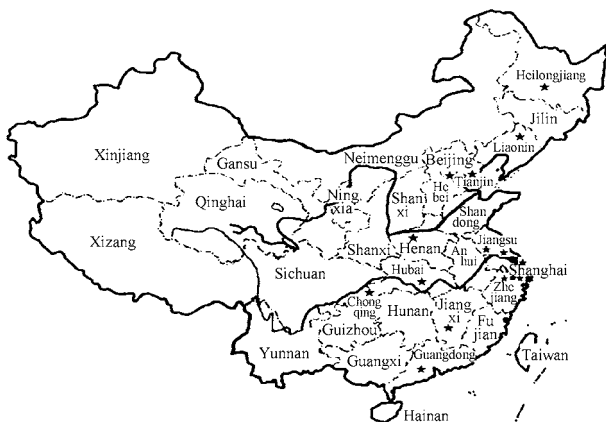 Heilongjiang
Jilin
Liaonin
Xinjiang
Gansu
Neimenggu
Beijing
Tianjin
He
bei
Ning
xia
Shan
xi
Qinghai
Shan
dong
Xizang
Shanxi
Henan
Jiangsu
An
hui
Sichuan
Hubai
Shanghai
Zhe
jiang
Chong
qing
Hunan
Jiang
xi
Fu
jian
Guizhou
Yunnan
Guangxi
Guangdong
Taiwan
Hainan